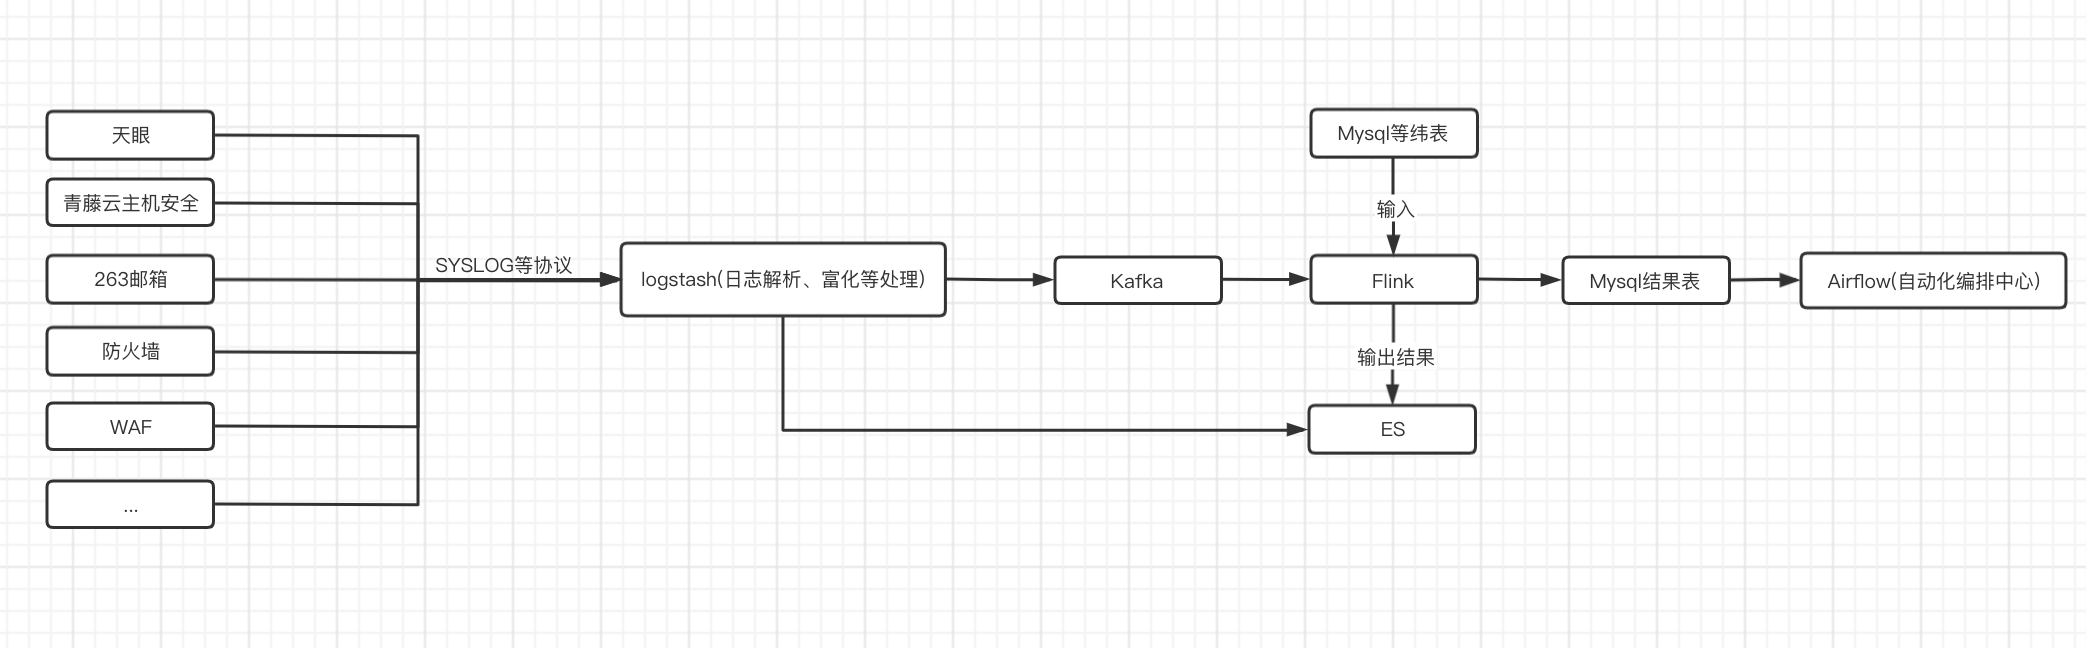 天眼
青藤云主机安全
263邮箱
防火墙
WAF
...
SYSLOG等协议
logstash(日志解析、富化等处理)
Kafka
Mysql等纬表
输入
Flink
输出结果
ES
Mysql结果表
Airflow(自动化编排中心)